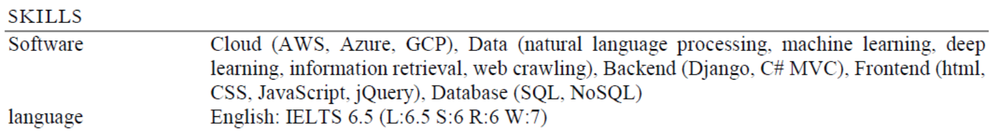 SKILLS
Software Cloud (AWS, Azure, GCP), Data (natural language processing, machine learning, deep
learning, information retrieval, web crawling), Backend (Django, C# MVC), Frontend (html,
CSS, JavaScript, jQuery), Database (SQL, NoSQL)
language English: IELTS 6.5 (L:6.5 S:6 R:6 W:7)